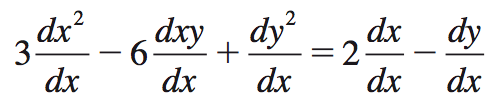 3 dx²/dx − 6 dxy/dx + dy²/dx = 2 dx/dx − dy/dx